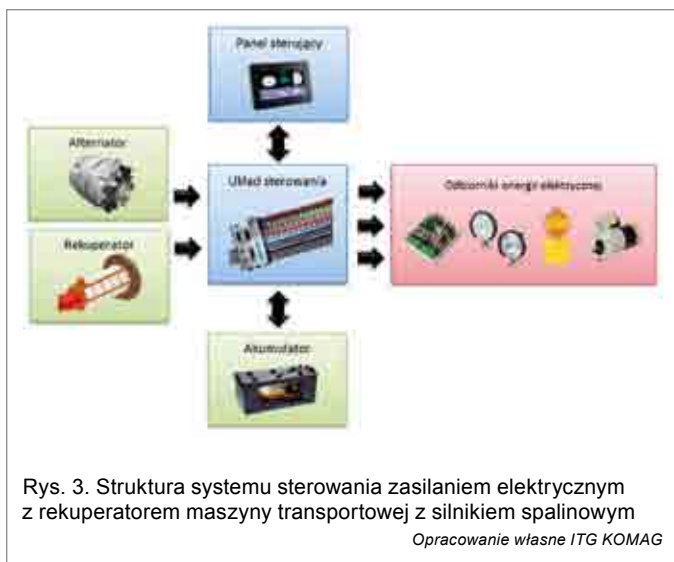 Panel sterujący
Alternator
Układ sterowania
Odbiorniki energii elektrycznej
Rekuperator
Akumulator
Rys. 3. Struktura systemu sterowania zasilaniem elektrycznym
z rekuperatorem maszyny transportowej z silnikiem spalinowym
Opracowanie własne ITG KOMAG